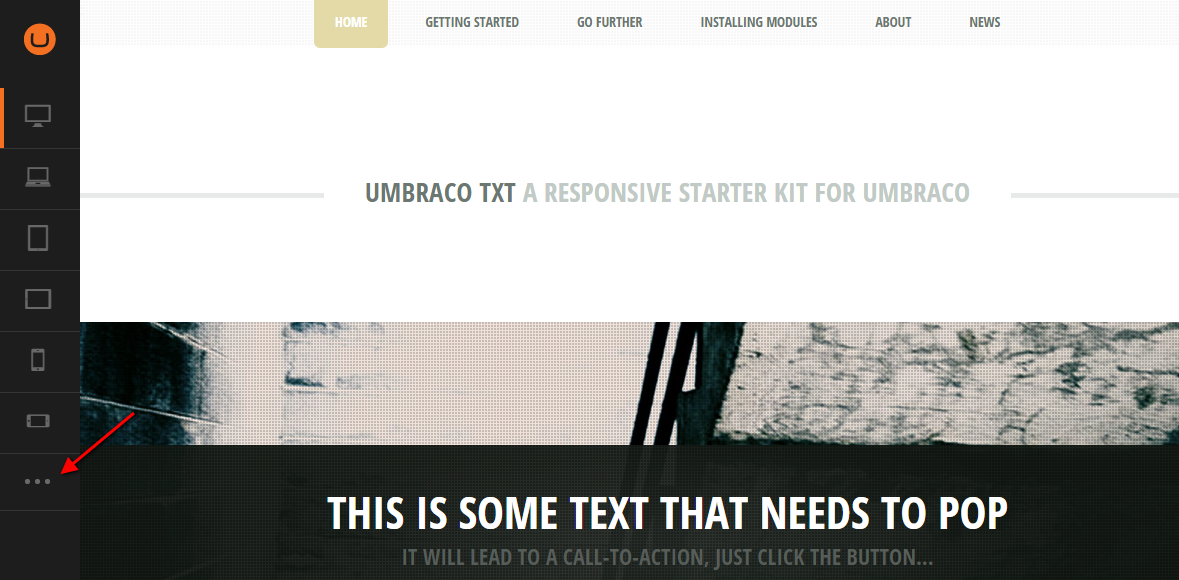 HOME GETTING STARTED GO FURTHER INSTALLING MODULES ABOUT NEWS
UMBRACO TXT A RESPONSIVE STARTER KIT FOR UMBRACO
THIS IS SOME TEXT THAT NEEDS TO POP
IT WILL LEAD TO A CALL-TO-ACTION, JUST CLICK THE BUTTON...